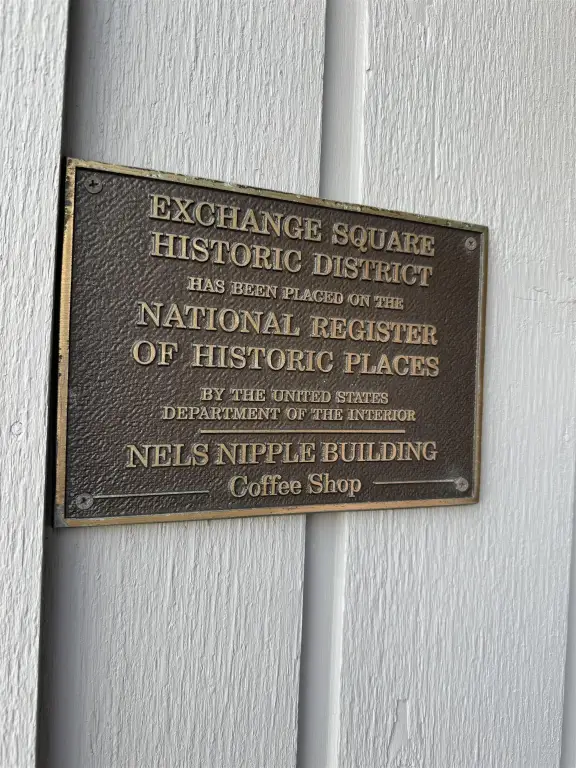 EXCHANGE SQUARE
HISTORIC DISTRICT
HAS BEEN PLACED ON THE
NATIONAL REGISTER
OF HISTORIC PLACES
BY THE UNITED STATES
DEPARTMENT OF THE INTERIOR
NELS NIPPLE BUILDING
Coffee Shop